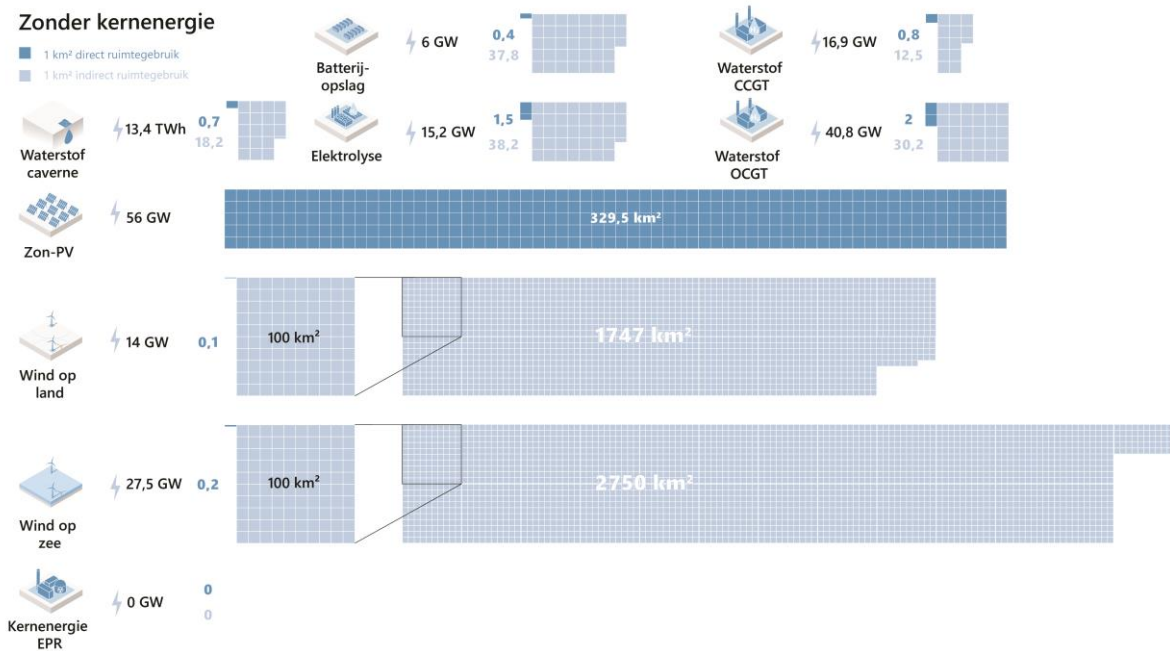 Zonder kernenergie
1 km² direct ruimtegebruik
1 km² indirect ruimtegebruik
Batterij-
opslag
6 GW
0,4
37,8
Waterstof
CCGT
16,9 GW
0,8
12,5
Waterstof
caverne
13,4 TWh
0,7
18,2
Elektrolyse
15,2 GW
1,5
38,2
Waterstof
OCGT
40,8 GW
2
30,2
Zon-PV
56 GW
329,5 km²
Wind op
land
14 GW
0,1
100 km²
1747 km²
Wind op
zee
27,5 GW
0,2
100 km²
2750 km²
Kernenergie
EPR
0 GW
0
0